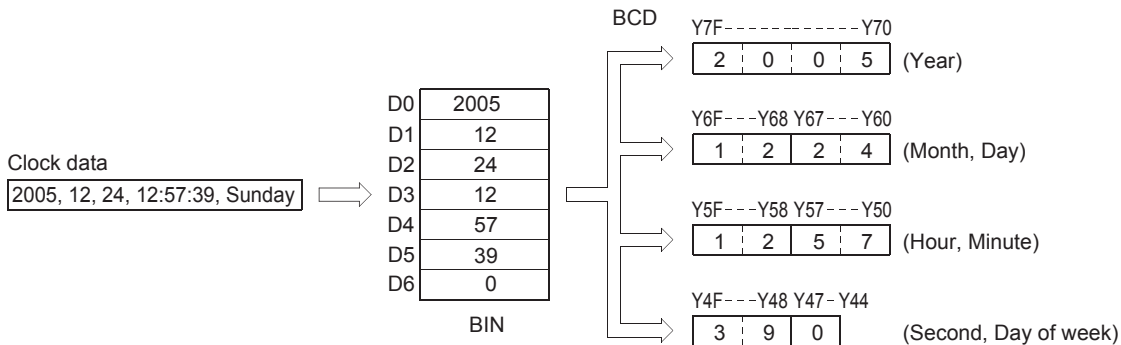 Clock data
2005, 12, 24, 12:57:39, Sunday
D0 2005
D1 12
D2 24
D3 12
D4 57
D5 39
D6 0
BIN
BCD
Y7F------------Y70
2 0 0 5 (Year)
Y6F---Y68 Y67---Y60
1 2 2 4 (Month, Day)
Y5F---Y58 Y57---Y50
1 2 5 7 (Hour, Minute)
Y4F---Y48 Y47-Y44
3 9 0 (Second, Day of week)